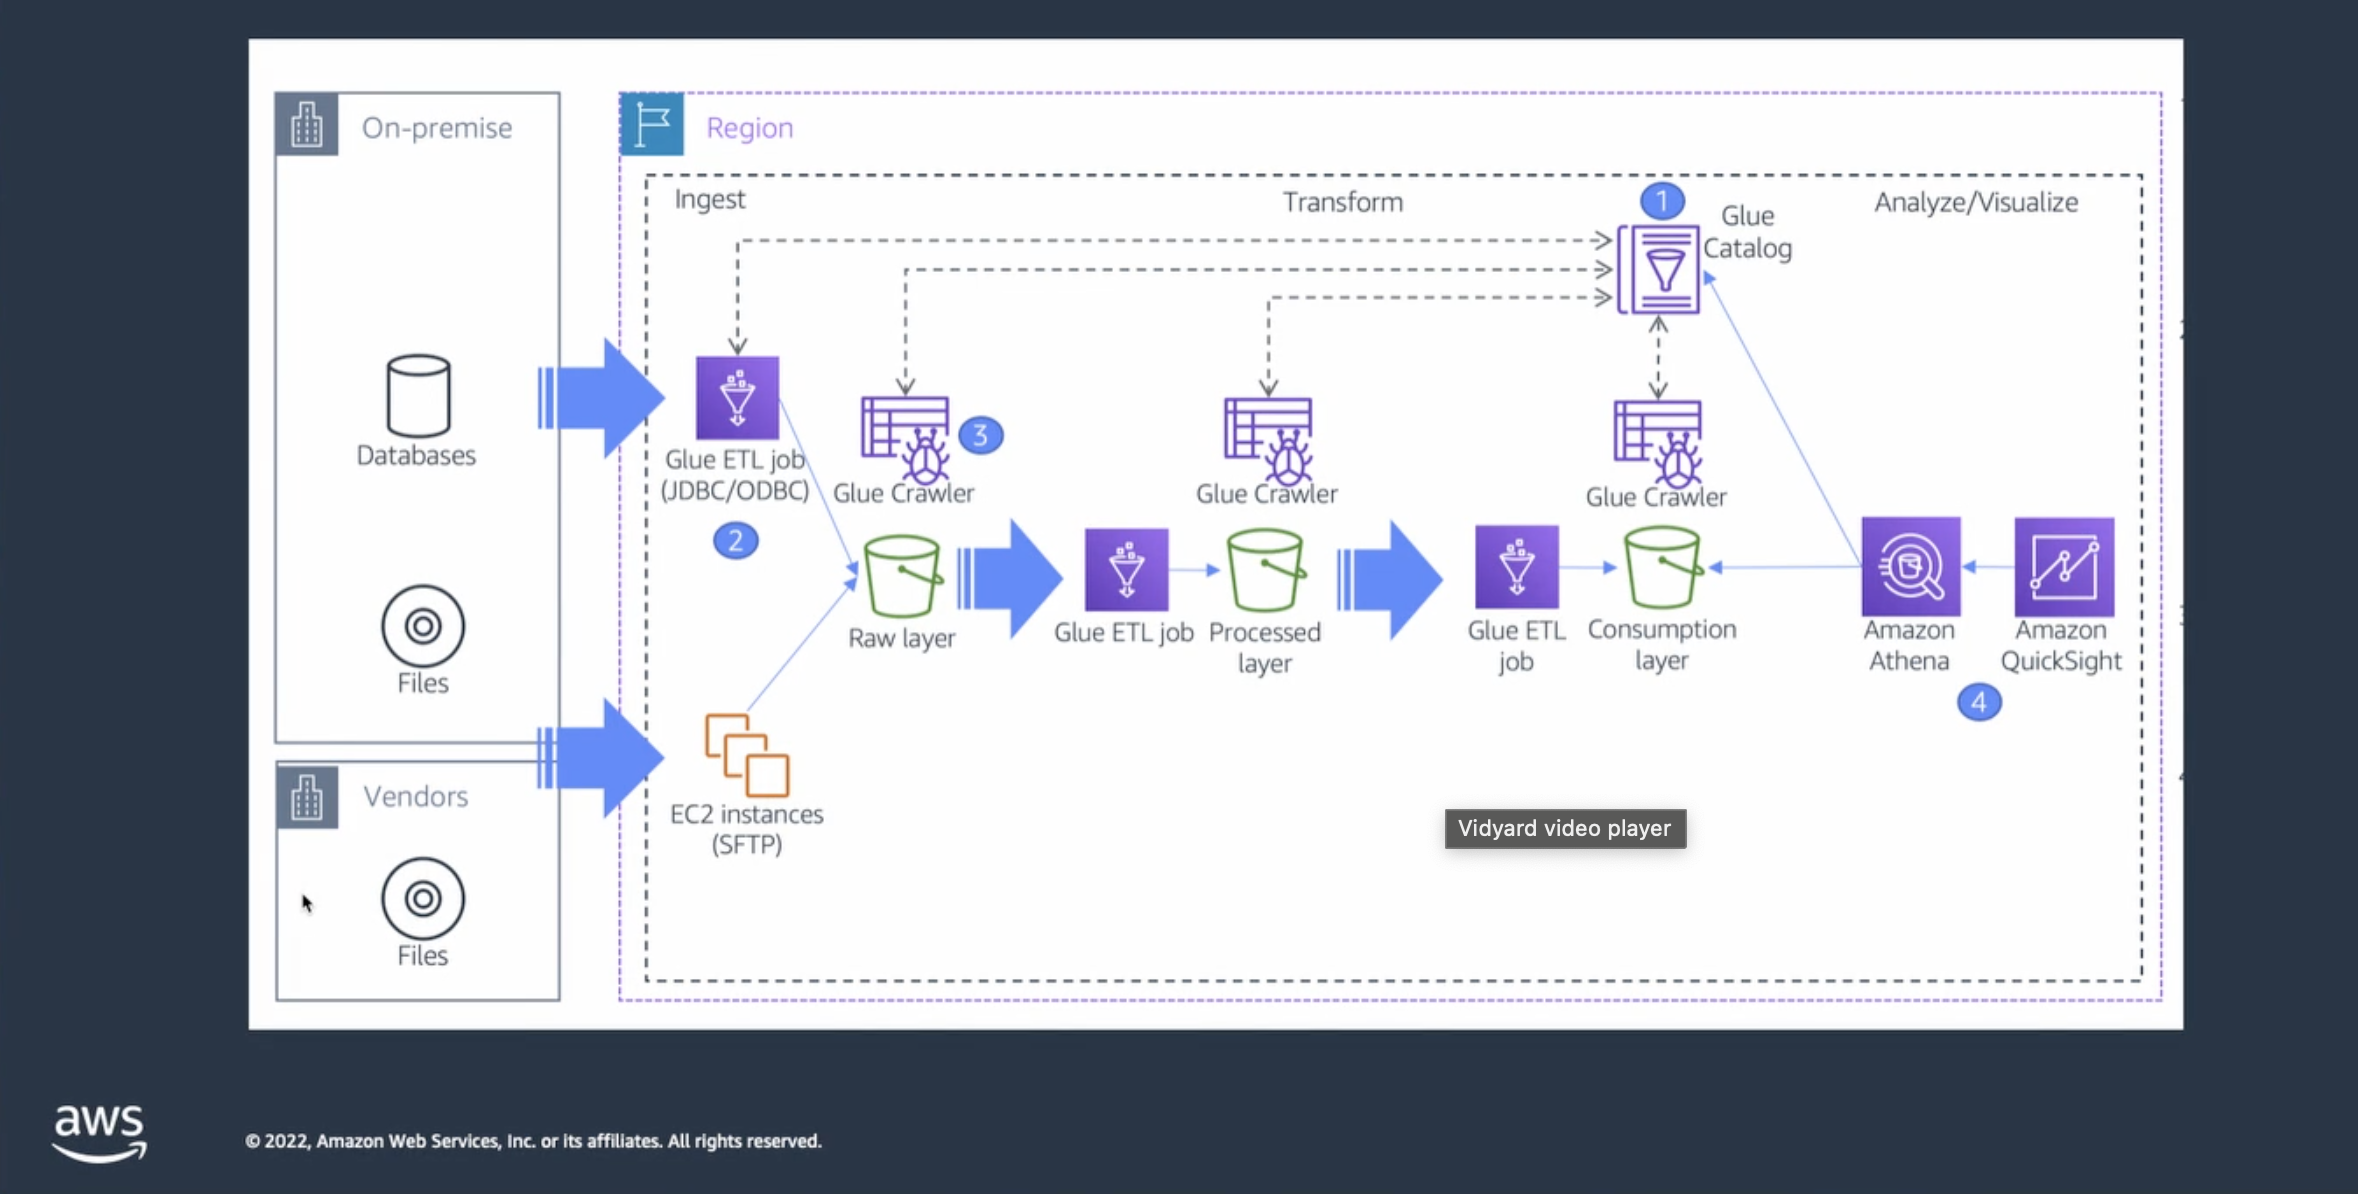 On-premise
Region
Ingest
Transform
1
Glue
Catalog
Analyze/Visualize
Databases
Glue ETL job
(JDBC/ODBC)
2
Glue Crawler
3
Glue Crawler
Glue Crawler
Files
Raw layer
Glue ETL job
Processed
layer
Glue ETL
job
Consumption
layer
Amazon
Athena
Amazon
QuickSight
4
Vendors
EC2 instances
(SFTP)
Vidyard video player
Files
aws
© 2022, Amazon Web Services, Inc. or its affiliates. All rights reserved.